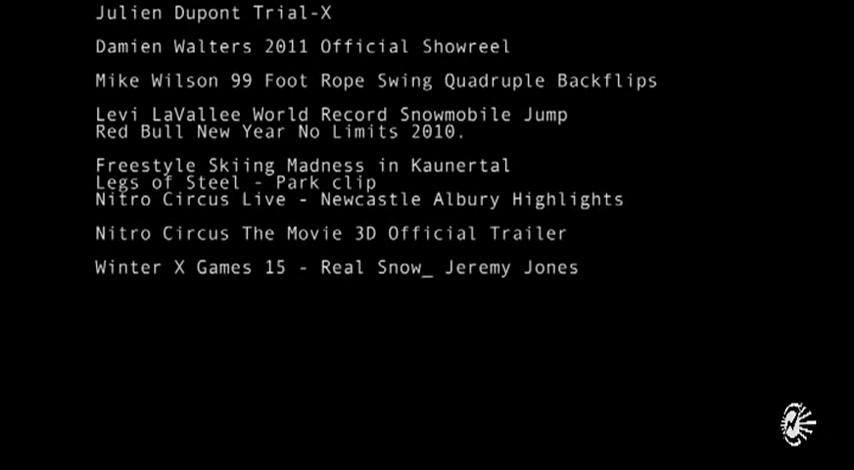 Julien Dupont Trial-X
Damien Walters 2011 Official Showreel
Mike Wilson 99 Foot Rope Swing Quadruple Backflips
Levi LaVallee World Record Snowmobile Jump
Red Bull New Year No Limits 2010.
Freestyle Skiing Madness in Kaunertal
Legs of Steel - Park clip
Nitro Circus Live - Newcastle Albury Highlights
Nitro Circus The Movie 3D Official Trailer
Winter X Games 15 - Real Snow_ Jeremy Jones